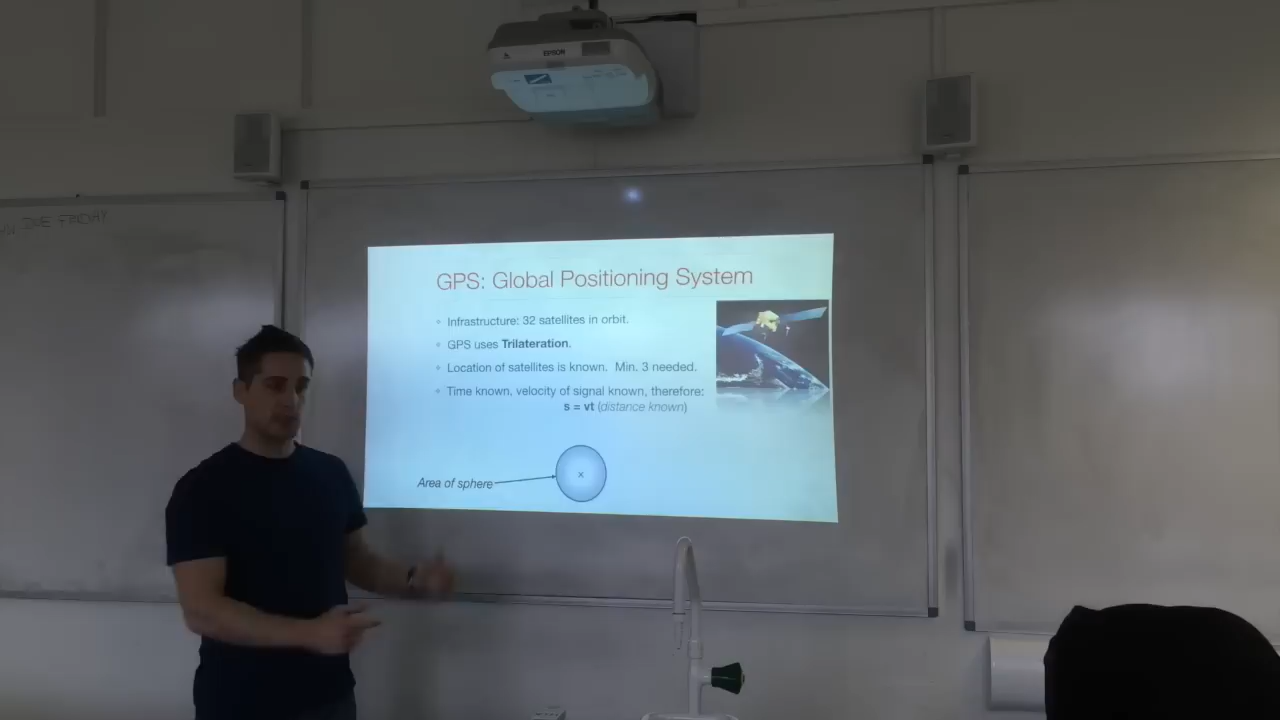 EPSON
GPS: Global Positioning System
Infrastructure: 32 satellites in orbit.
GPS uses Trilateration.
Location of satellites is known. Min. 3 needed.
Time known, velocity of signal known, therefore:
s = vt (distance known)
Area of sphere